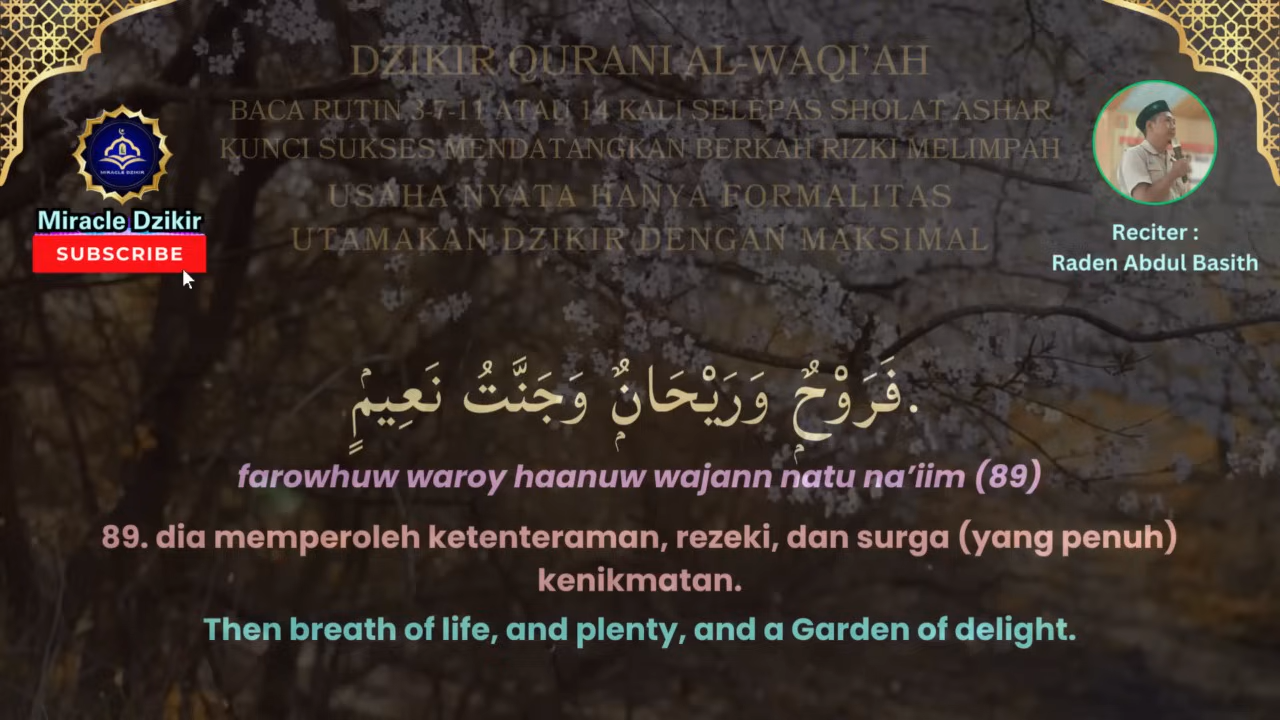 DZIKIR QURANI AL-WAQI'AH
BACA RUTIN 3-7-11 ATAU 14 KALI SELEPAS SHOLAT ASHAR
KUNCI SUKSES MENDATANGKAN BERKAH RIZKI MELIMPAH
USAHA NYATA HANYA FORMALITAS
UTAMAKAN DZIKIR DENGAN MAKSIMAL
MIRACLE DZIKIR
Miracle Dzikir
SUBSCRIBE
Reciter :
Raden Abdul Basith
فَرَوْحٌ وَرَيْحَانٌ وَجَنَّتُ نَعِيمٍ.
farowhuw waroy haanuw wajann natu na’iim (89)
89. dia memperoleh ketenteraman, rezeki, dan surga (yang penuh)
kenikmatan.
Then breath of life, and plenty, and a Garden of delight.